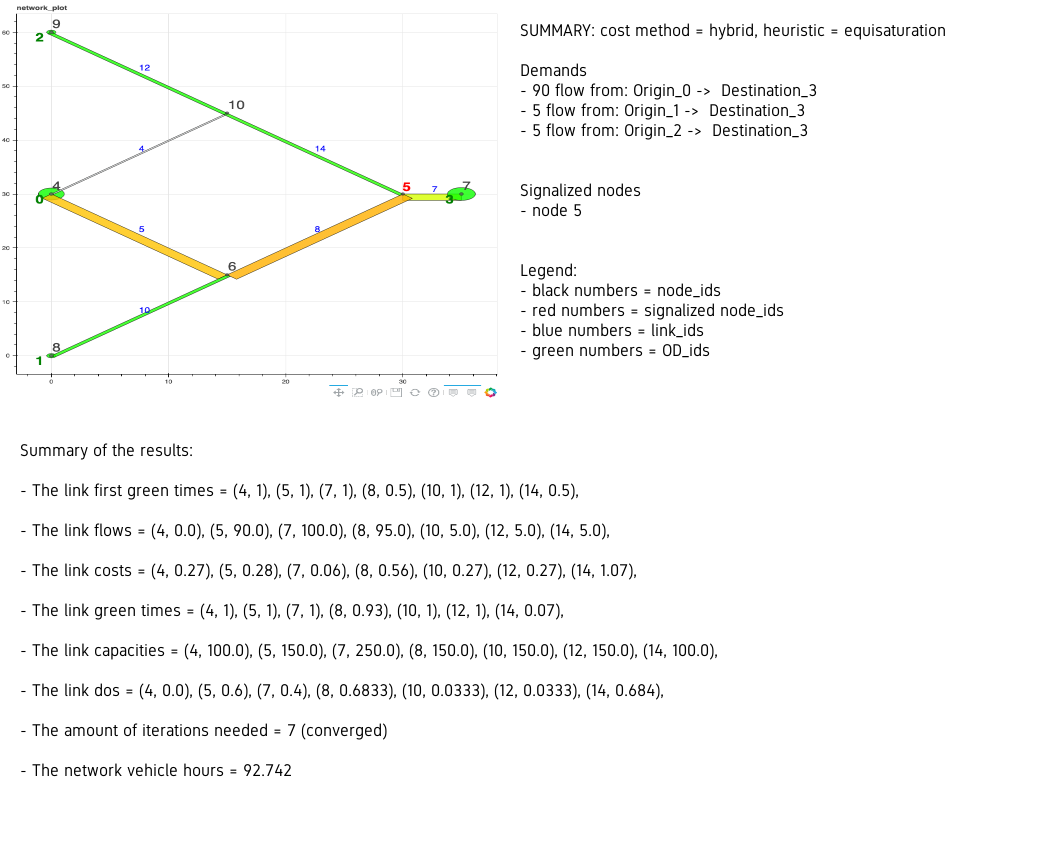 network_plot
60
50
40
30
20
10
0
0
10
20
30
9
2
12
10
4
14
4
0
5
7
7
3
5
8
6
10
8
1
SUMMARY: cost method = hybrid, heuristic = equisaturation
Demands
- 90 flow from: Origin_0 -> Destination_3
- 5 flow from: Origin_1 -> Destination_3
- 5 flow from: Origin_2 -> Destination_3
Signalized nodes
- node 5
Legend:
- black numbers = node_ids
- red numbers = signalized node_ids
- blue numbers = link_ids
- green numbers = OD_ids
Summary of the results:
- The link first green times = (4, 1), (5, 1), (7, 1), (8, 0.5), (10, 1), (12, 1), (14, 0.5),
- The link flows = (4, 0.0), (5, 90.0), (7, 100.0), (8, 95.0), (10, 5.0), (12, 5.0), (14, 5.0),
- The link costs = (4, 0.27), (5, 0.28), (7, 0.06), (8, 0.56), (10, 0.27), (12, 0.27), (14, 1.07),
- The link green times = (4, 1), (5, 1), (7, 1), (8, 0.93), (10, 1), (12, 1), (14, 0.07),
- The link capacities = (4, 100.0), (5, 150.0), (7, 250.0), (8, 150.0), (10, 150.0), (12, 150.0), (14, 100.0),
- The link dos = (4, 0.0), (5, 0.6), (7, 0.4), (8, 0.6833), (10, 0.0333), (12, 0.0333), (14, 0.684),
- The amount of iterations needed = 7 (converged)
- The network vehicle hours = 92.742